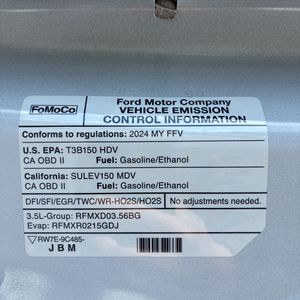 FoMoCo
Ford Motor Company
VEHICLE EMISSION
CONTROL INFORMATION
Conforms to regulations: 2024 MY FFV
U.S. EPA: T3B150 HDV
CA OBD II Fuel: Gasoline/Ethanol
California: SULEV150 MDV
CA OBD II Fuel: Gasoline/Ethanol
DFI/SFI/EGR/TWC/WR-HO2S/HO2S No adjustments needed.
3.5L-Group: RFMXD03.56BG
Evap: RFMXR0215GDJ
RW7E-9C485-
JBM